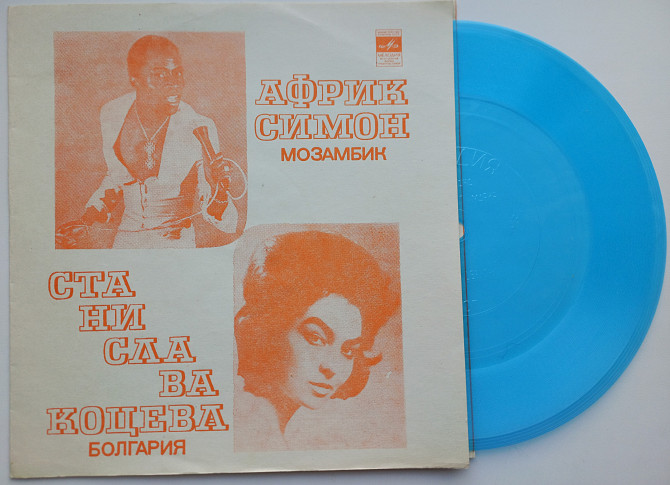 АФРИК
СИМОН
МОЗАМБИК
СТА
НИ
СЛА
ВА
КОЦЕВА
БОЛГАРИЯ